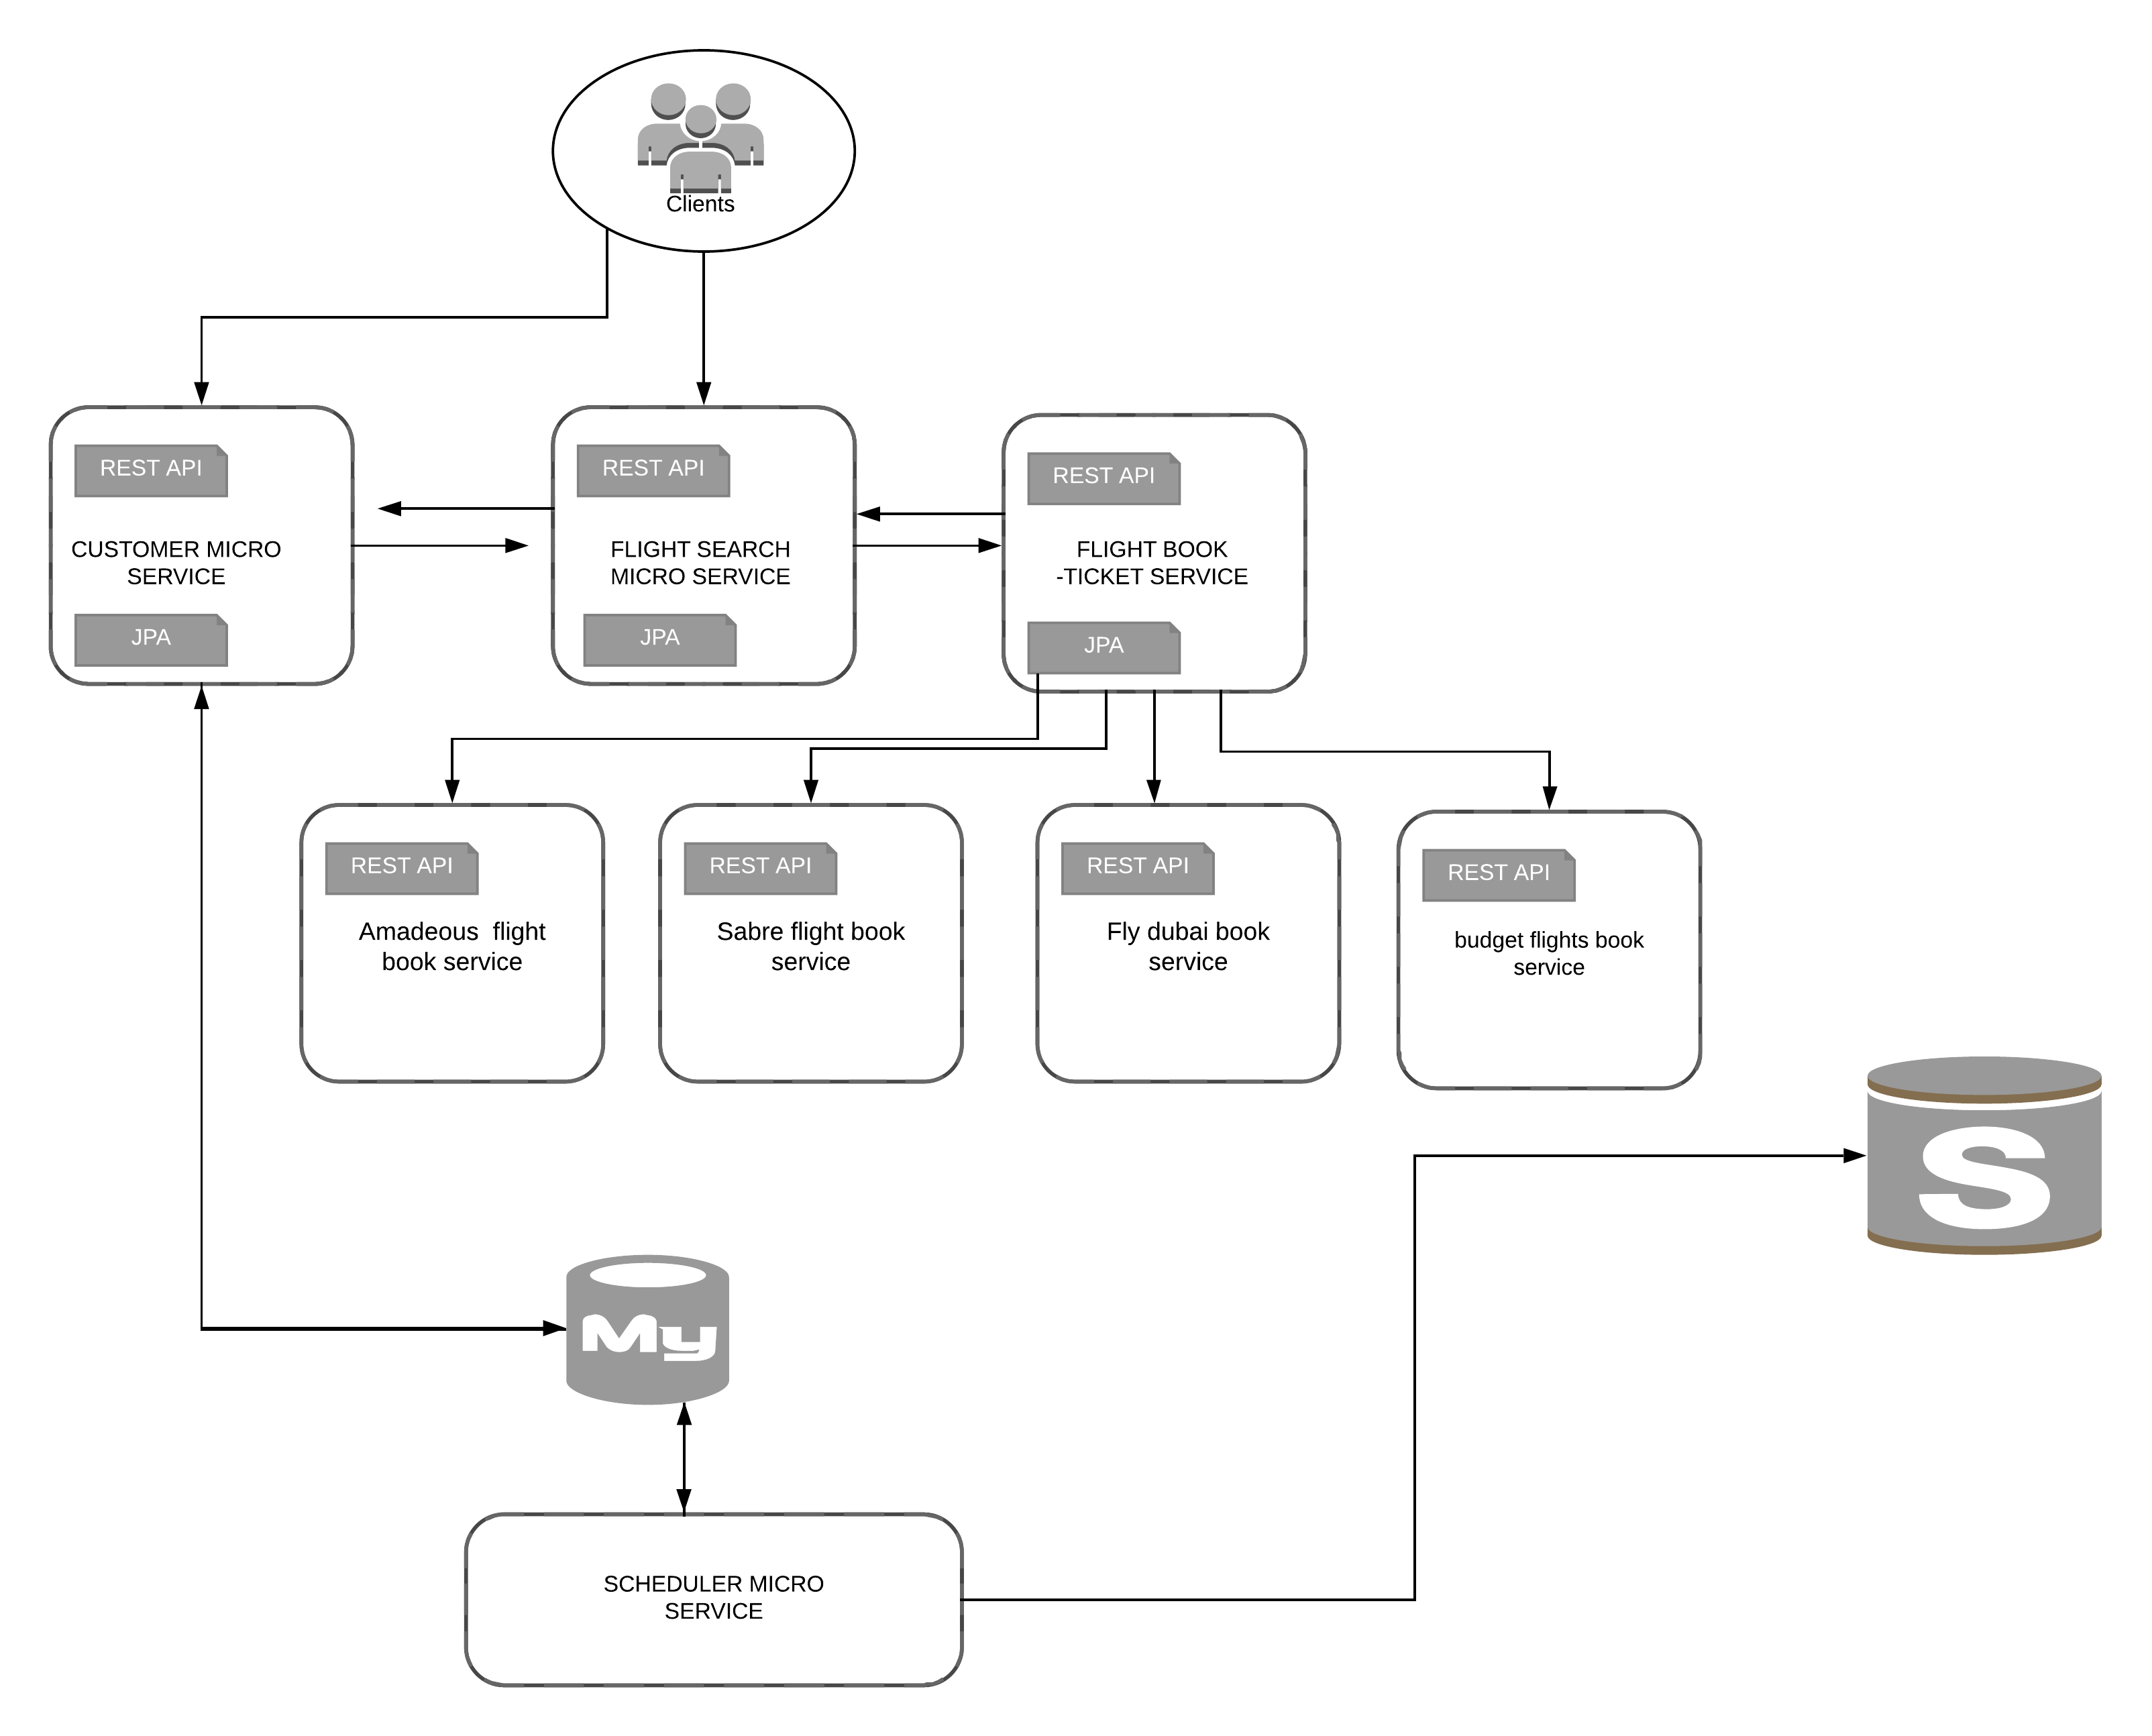 Clients
REST API
CUSTOMER MICRO
SERVICE
JPA
REST API
FLIGHT SEARCH
MICRO SERVICE
JPA
REST API
FLIGHT BOOK
-TICKET SERVICE
JPA
REST API
Amadeous  flight
book service
REST API
Sabre flight book
service
REST API
Fly dubai book
service
REST API
budget flights book
service
S
My
SCHEDULER MICRO
SERVICE